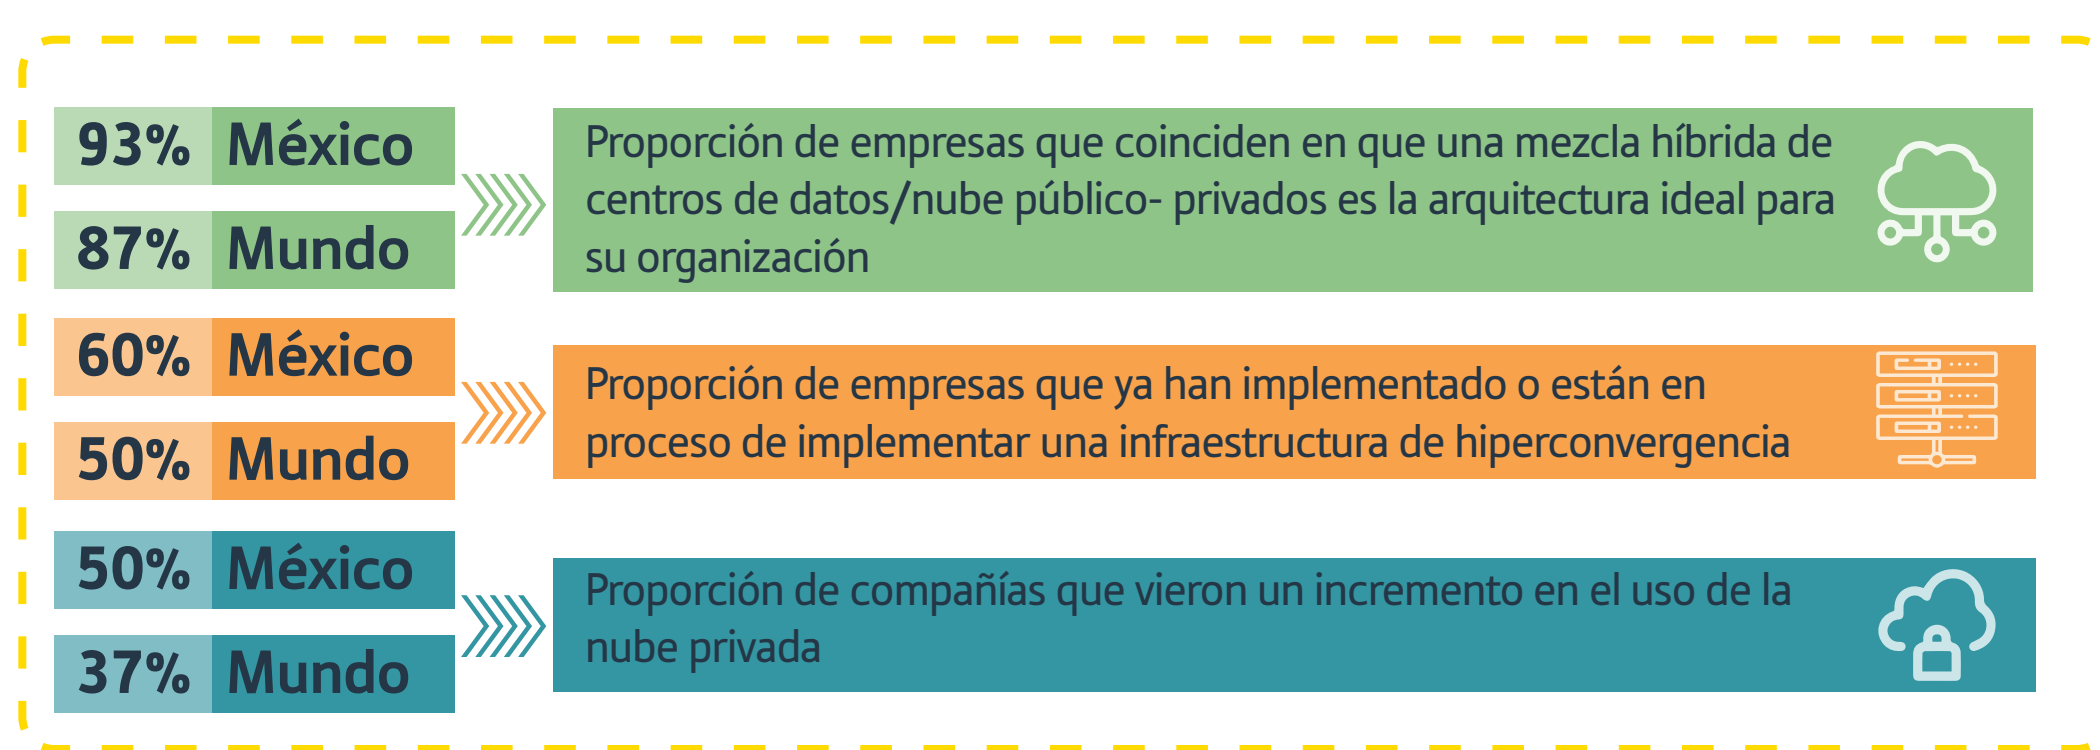 93% México
87% Mundo
Proporción de empresas que coinciden en que una mezcla híbrida de
centros de datos/nube público- privados es la arquitectura ideal para
su organización
60% México
50% Mundo
Proporción de empresas que ya han implementado o están en
proceso de implementar una infraestructura de hiperconvergencia
50% México
37% Mundo
Proporción de compañías que vieron un incremento en el uso de la
nube privada